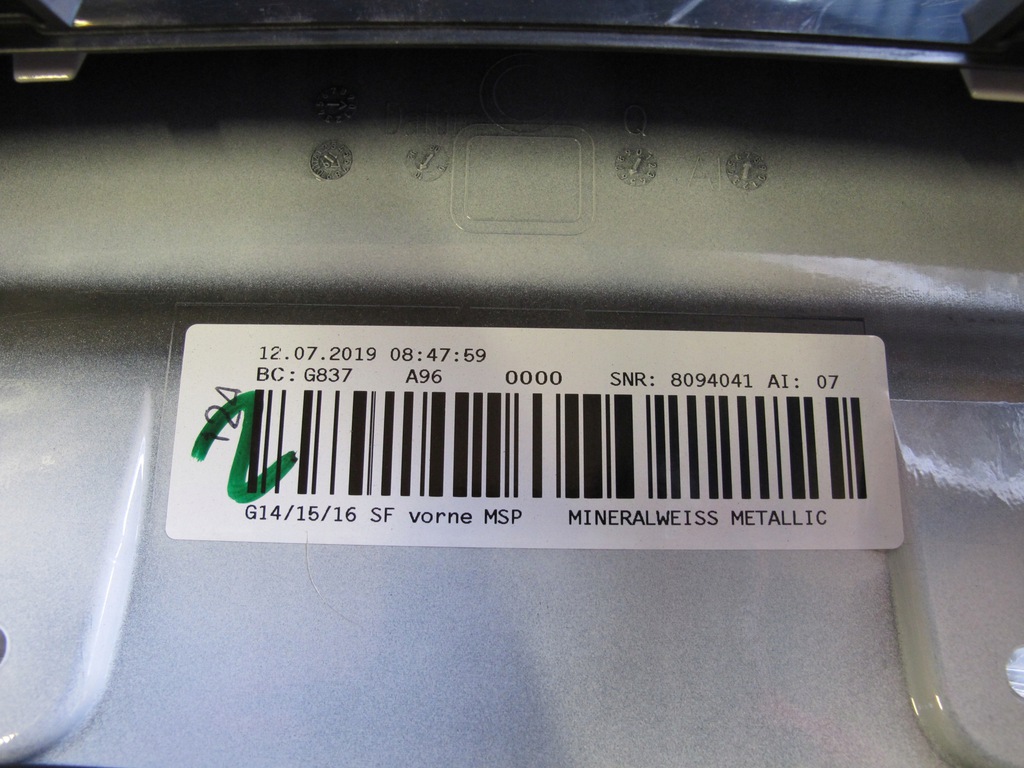 Q
AI
12.07.2019 08:47:59
BC: G837 A96 0000 SNR: 8094041 AI: 07
G14/15/16 SF vorne MSP MINERALWEISS METALLIC